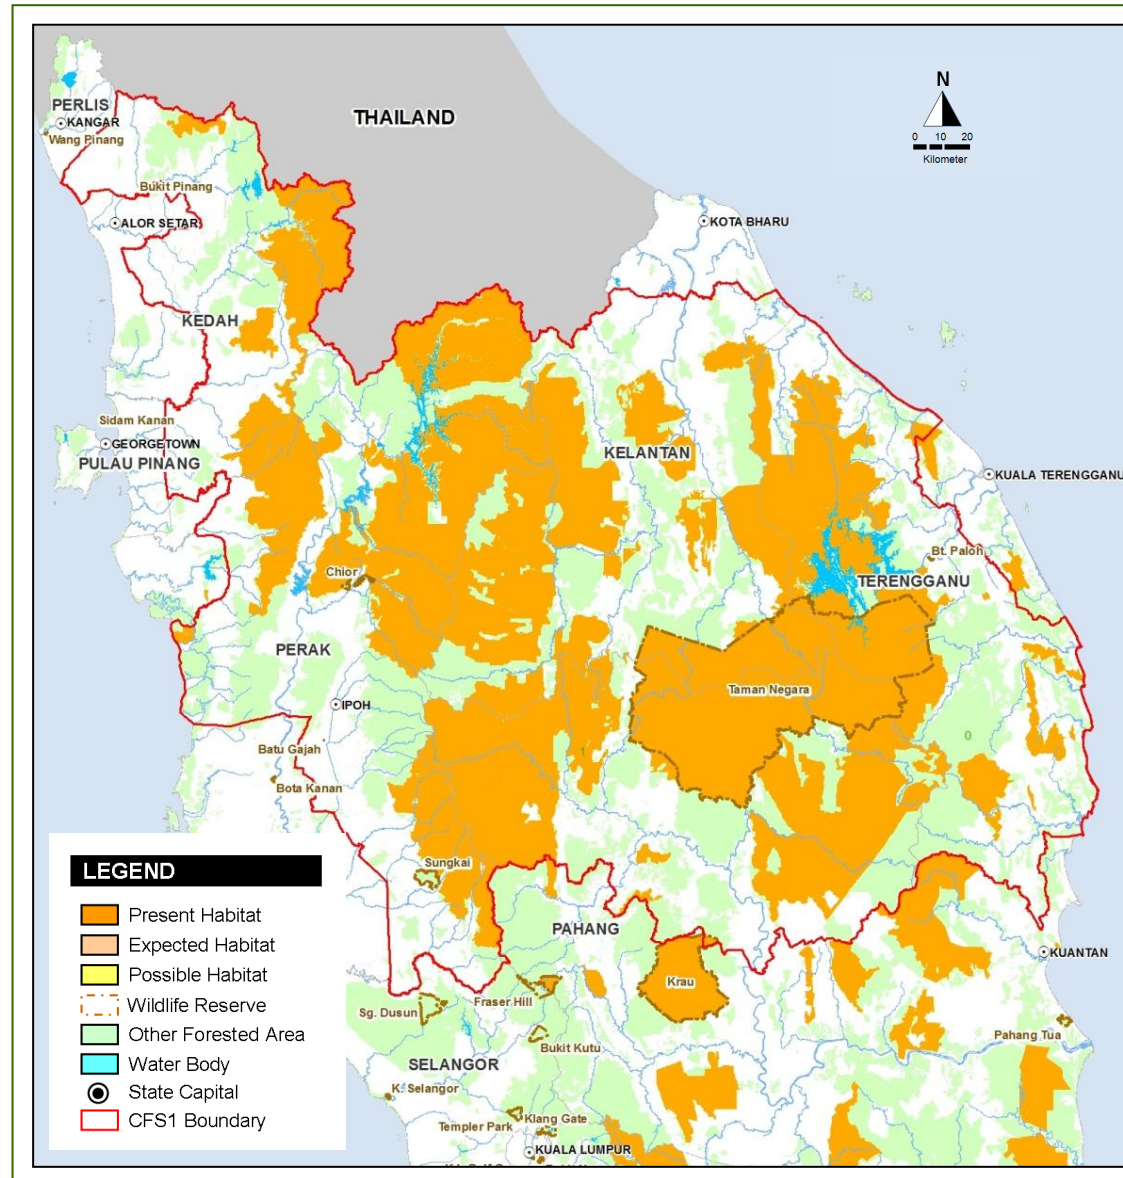 THAILAND
N
0 10 20
Kilometer
PERLIS
KANGAR
Wang Pinang
Bukit Pinang
ALOR SETAR
KOTA BHARU
KEDAH
Sidam Kanan
GEORGETOWN
PULAU PINANG
KELANTAN
KUALA TERENGGANU
Bt. Paloh
TERENGGANU
Chior
PERAK
Taman Negara
IPOH
0
1
Batu Gajah
Bota Kanan
Sungkai
PAHANG
KUANTAN
Krau
Fraser Hill
Sg. Dusun
Pahang Tua
Bukit Kutu
SELANGOR
K. Selangor
Klang Gate
Templer Park
KUALA LUMPUR
LEGEND
Present Habitat
Expected Habitat
Possible Habitat
Wildlife Reserve
Other Forested Area
Water Body
State Capital
CFS1 Boundary